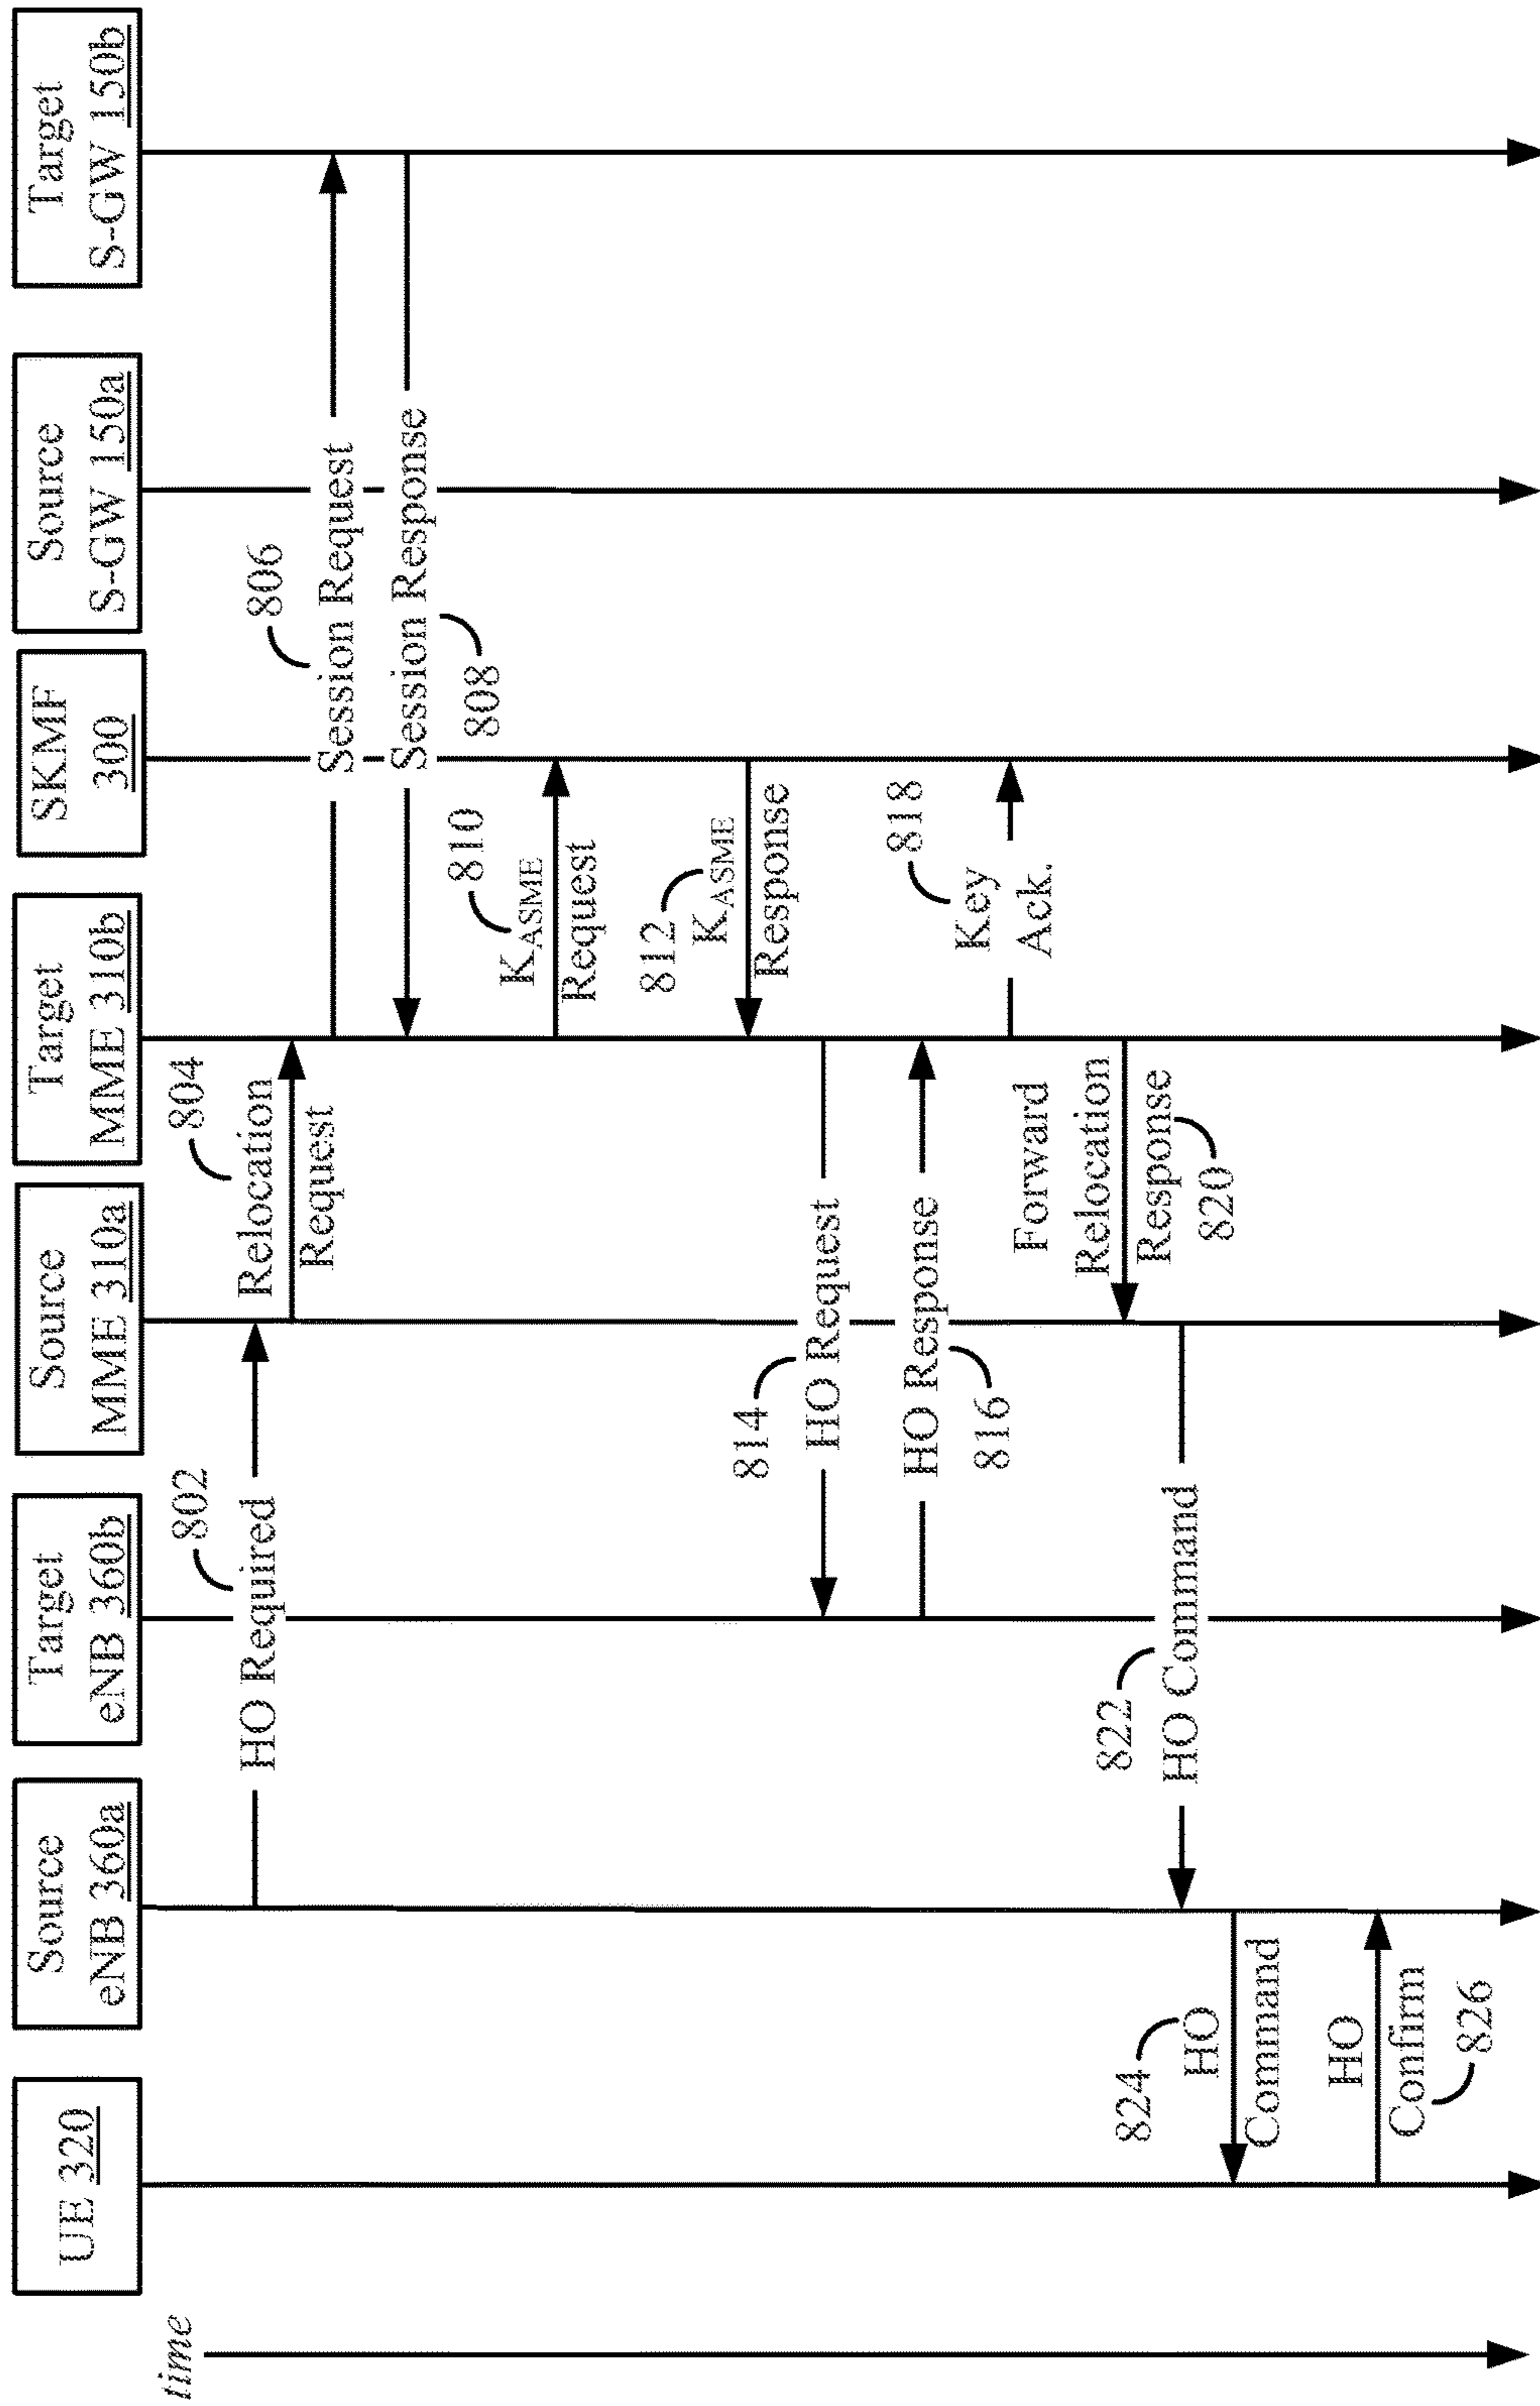 time
UE 320
Source
eNB 360a
Target
eNB 360b
Source
MME 310a
Target
MME 310b
SKMF
300
Source
S-GW 150a
Target
S-GW 150b
802
HO Required
804
Relocation
Request
806
Session Request
Session Response
808
810
KASME
Request
812
KASME
Response
814
HO Request
HO Response
816
818
Key
Ack.
Forward
Relocation
Response
820
822
HO Command
824
HO
Command
HO
Confirm
826